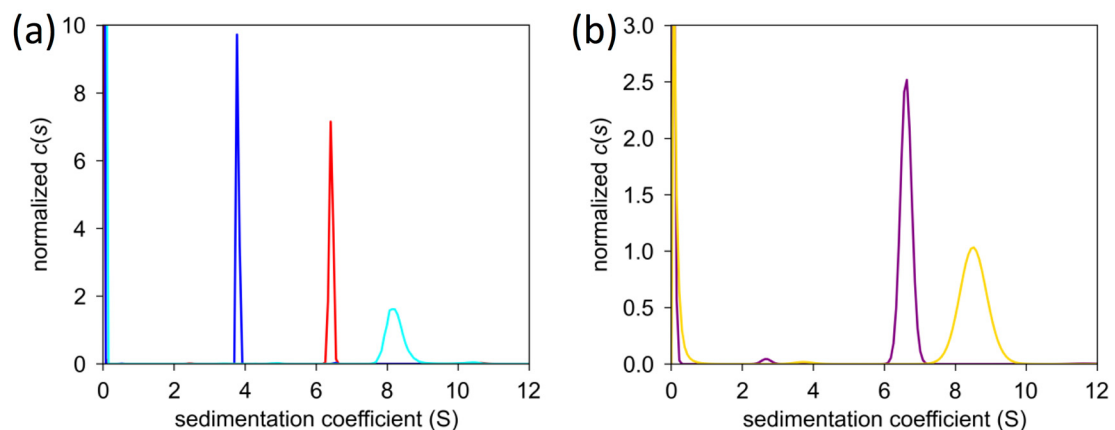 (a)
10
8
6
4
2
0
normalized c(s)
0 2 4 6 8 10 12
sedimentation coefficient (S)
(b)
3.0
2.5
2.0
1.5
1.0
0.5
0.0
normalized c(s)
0 2 4 6 8 10 12
sedimentation coefficient (S)